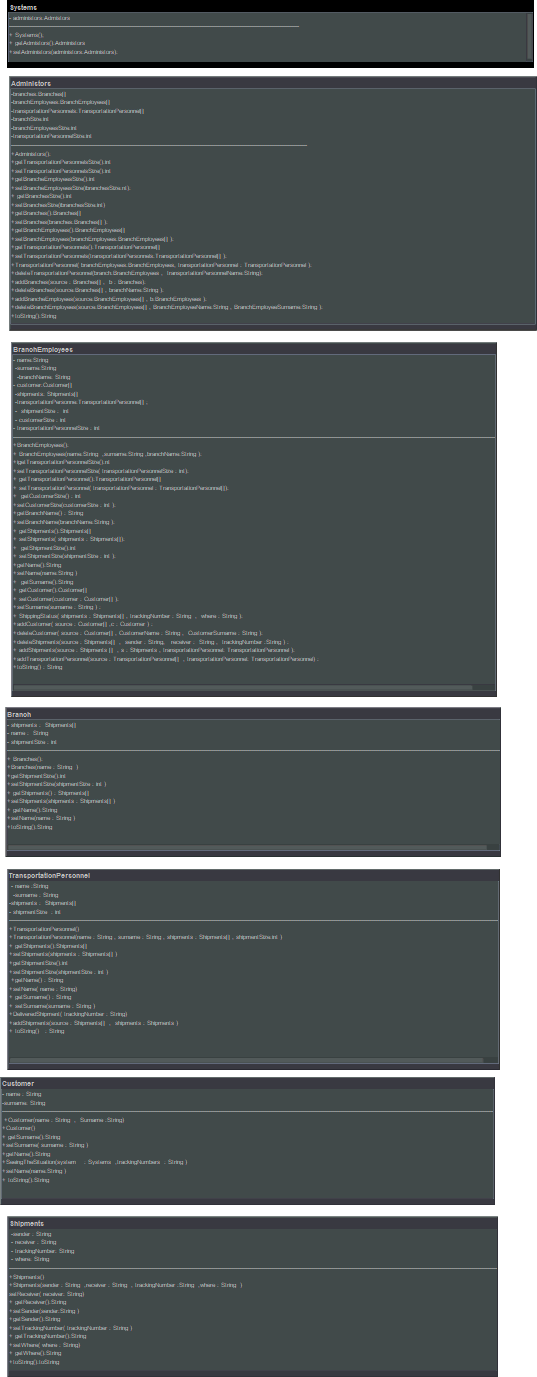 Systems
- administors:Administors
+ Systems();
+ getAdmistors():Administors
+setAdministors(administors:Administors);
Administors
-branches:Branches[]
-branchEmployees:BranchEmployees[]
-transportationPersonnels:TransportationPersonnel[]
-branchSize:int
-branchEmployeesSize:int
-transportationPersonnelSize:int
+Administors();
+getTransportationPersonnelsSize():int
+setTransportationPersonnelsSize():int
+getBrancheEmployeesSize():int
+setBrancheEmployeesSize(branchesSize:nt);
+ getBranchesSize():int
+setBranchesSize(branchesSize:int)
+getBranches():Branches[]
+setBranches(branches:Branches[] );
+getBranchEmployees():BranchEmployees[]
+setBranchEmployees(branchEmployees:BranchEmployees[] );
+getTransportationPersonnels():TransportationPersonnel[]
+setTransportationPersonnels(transportationPersonnels:TransportationPersonnel[] );
+TransportationPersonnel( branchEmployees:BranchEmployees, transportationPersonnel : TransportationPersonnel );
+deleteTransportationPersonnel(branch:BranchEmployees , transportationPersonnelName:String);
+addBranches(source : Branches[] , b : Branches);
+deleteBranches(source:Branches[] , branchName:String );
+addBranchEmployees(source:BranchEmployees[] , b:BranchEmployees );
+deleteBranchEmployees(source:BranchEmployees[] , BranchEmployeeName:String , BranchEmployeeSurname:String );
+toString():String
BranchEmployees
- name:String
-surname:String
-branchName: String
- customer:Customer[]
-shipments: Shipments[]
-transportationPersonne:TransportationPersonnel[] ,
- shipmentSize : int
- customerSize : int
- transportationPersonelSize : int
+BranchEmployees();
+ BranchEmployees(name:String ,surname:String ,branchName:String );
+tgetTransportationPersonnelSize():nt
+setTransportationPersonnelSize( transportationPersonnelSize : int);
+ getTransportationPersonnel():TransportationPersonnel[]
+ setTransportationPersonnel( transportationPersonnel : TransportationPersonnel[]);
+ getCustomerSize() : int
+setCustomerSize(customerSize : int );
+getBranchName() : String
+setBranchName(branchName:String );
+ getShipments():Shipments[]
+ setShipments( shipments : Shipments[]);
+ getShipmentSize():int
+ setShipmentSize(shipmentSize : int );
+getName():String
+setName(name:String )
+ getSurname():String
+getCustomer():Customer[]
+ setCustomer(customer : Customer[] );
+setSurname(surname : String ) ;
+ ShippingStatus( shipments : Shipments[] , trackingNumber : String , where : String );
+addCustomer( source : Customer[] ,c : Customer ) ;
+deleteCustomer( source : Customer[] , CustomerName : String , CustomerSurname : String );
+deleteShipments(source : Shipments[] , sender : String, receiver : String , trackingNumber : String ) ;
+ addShipments(source : Shipments [] , s : Shipments , transportationPersonnel: TransportationPersonnel );
+addTransportationPersonnel(source : TransportationPersonnel[] , transportationPersonnel: TransportationPersonnel) ;
+toString() : String
Branch
- shipments : Shipments[]
- name : String
- shipmentSize : int
+ Branches();
+Branches(name : String )
+getShipmentSize():int
+setShipmentSize(shipmentSize : int )
+ getShipments() : Shipments[]
+setShipments(shipments : Shipments[] )
+ getName():String
+setName(name : String )
+toString():String
TransportationPersonnel
- name :String
-surname : String
-shipments : Shipments[]
- shipmentSize : int
+TransportationPersonnel()
+ TransportationPersonnel(name : String , surname : String , shipments : Shipments[] , shipmentSize:int )
+ getShipments():Shipments[]
+setShipments(shipments : Shipments[] )
+getShipmentSize():int
+setShipmentSize(shipmentSize : int )
+getName() : String
+setName( name : String)
+ getSurname() : String
+ setSurname(surname : String )
+DeliveredShipment( trackingNumber : String)
+addShipments(source : Shipments[] , shipments : Shipments )
+ toString() : String
Customer
- name : String
-surname: String
+Customer(name : String , Surname :String)
+Customer()
+ getSurname():String
+setSurname( surname : String )
+getName():String
+SeeingTheSituation(system : Systems ,trackingNumbers : String )
+setName(name:String )
+ toString():String
Shipments
-sender : String
- receiver : String
- trackingNumber: String
- where: String
+Shipments()
+Shipments(sender : String ,receiver : String , trackingNumber :String ,where : String )
setReceiver( receiver: String)
+ getReceiver():String
+setSender(sender:String )
+getSender():String
+setTrackingNumber( trackingNumber : String )
+ getTrackingNumber():String
+setWhere( where : String)
+ getWhere():String
+toString():toString